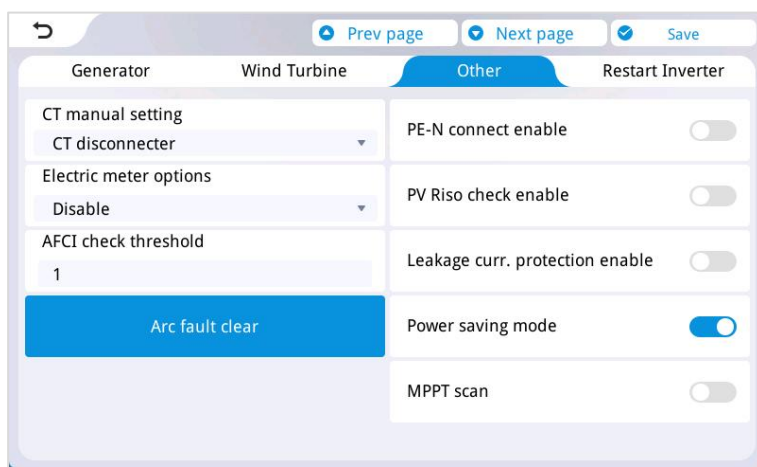 Prev page
Next page
Save
Generator
Wind Turbine
Other
Restart Inverter
CT manual setting
CT disconnecter
Electric meter options
Disable
AFCI check threshold
1
Arc fault clear
PE-N connect enable
PV Riso check enable
Leakage curr. protection enable
Power saving mode
MPPT scan